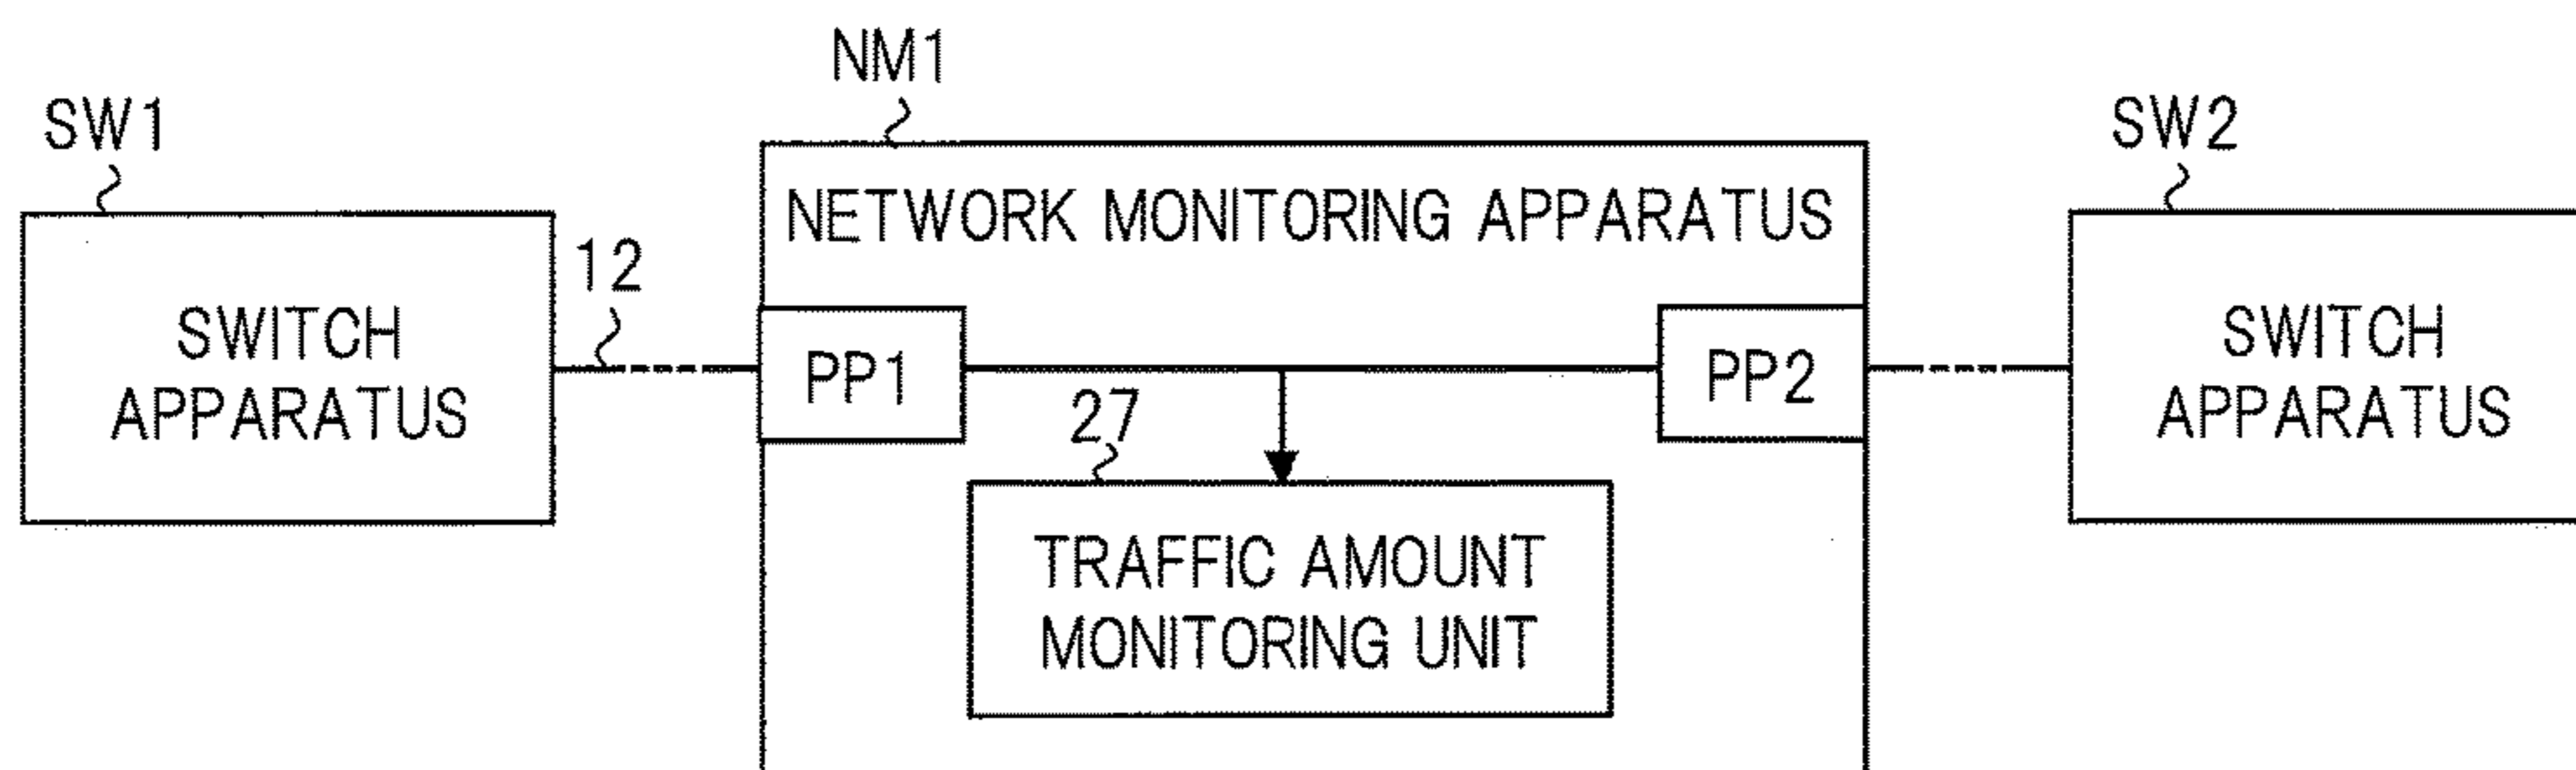 NM1
SW1
SW2
NETWORK MONITORING APPARATUS
12
SWITCH
APPARATUS
PP1
PP2
SWITCH
APPARATUS
27
TRAFFIC AMOUNT
MONITORING UNIT